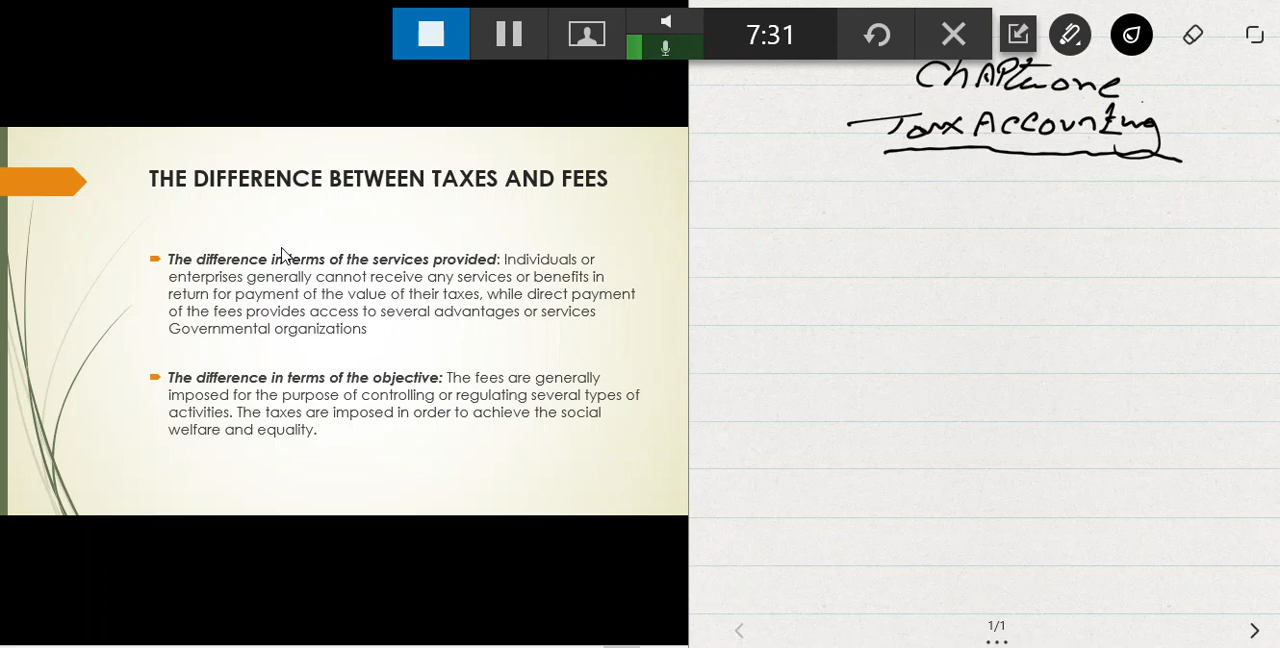 7:31
Chapter one
Tax Accounting
THE DIFFERENCE BETWEEN TAXES AND FEES
The difference in terms of the services provided: Individuals or
enterprises generally cannot receive any services or benefits in
return for payment of the value of their taxes, while direct payment
of the fees provides access to several advantages or services
Governmental organizations
The difference in terms of the objective: The fees are generally
imposed for the purpose of controlling or regulating several types of
activities. The taxes are imposed in order to achieve the social
welfare and equality.
1/1